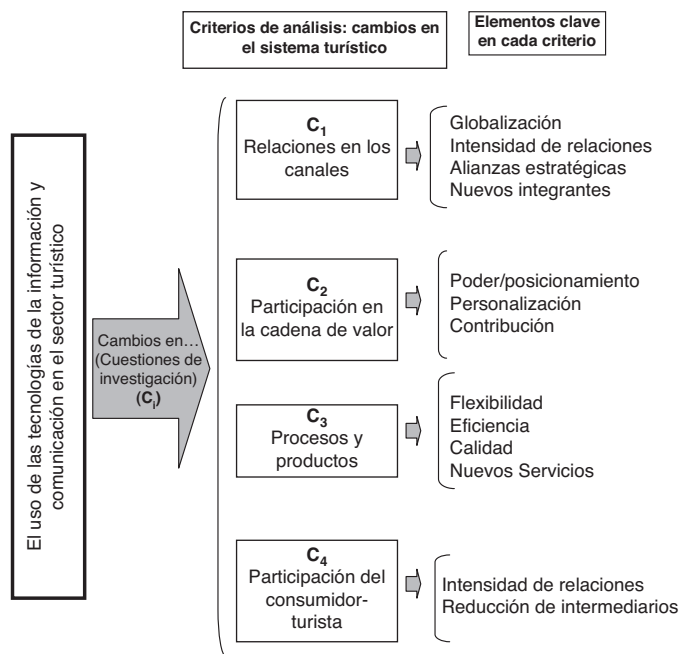 Criterios de análisis: cambios en
el sistema turístico
Elementos clave
en cada criterio
El uso de las tecnologías de la información y
comunicación en el sector turístico
Cambios en…
(Cuestiones de
investigación)
(Ci)
C1
Relaciones en los
canales
Globalización
Intensidad de relaciones
Alianzas estratégicas
Nuevos integrantes
C2
Participación en
la cadena de valor
Poder/posicionamiento
Personalización
Contribución
C3
Procesos y
productos
Flexibilidad
Eficiencia
Calidad
Nuevos Servicios
C4
Participación del
consumidor-
turista
Intensidad de relaciones
Reducción de intermediarios